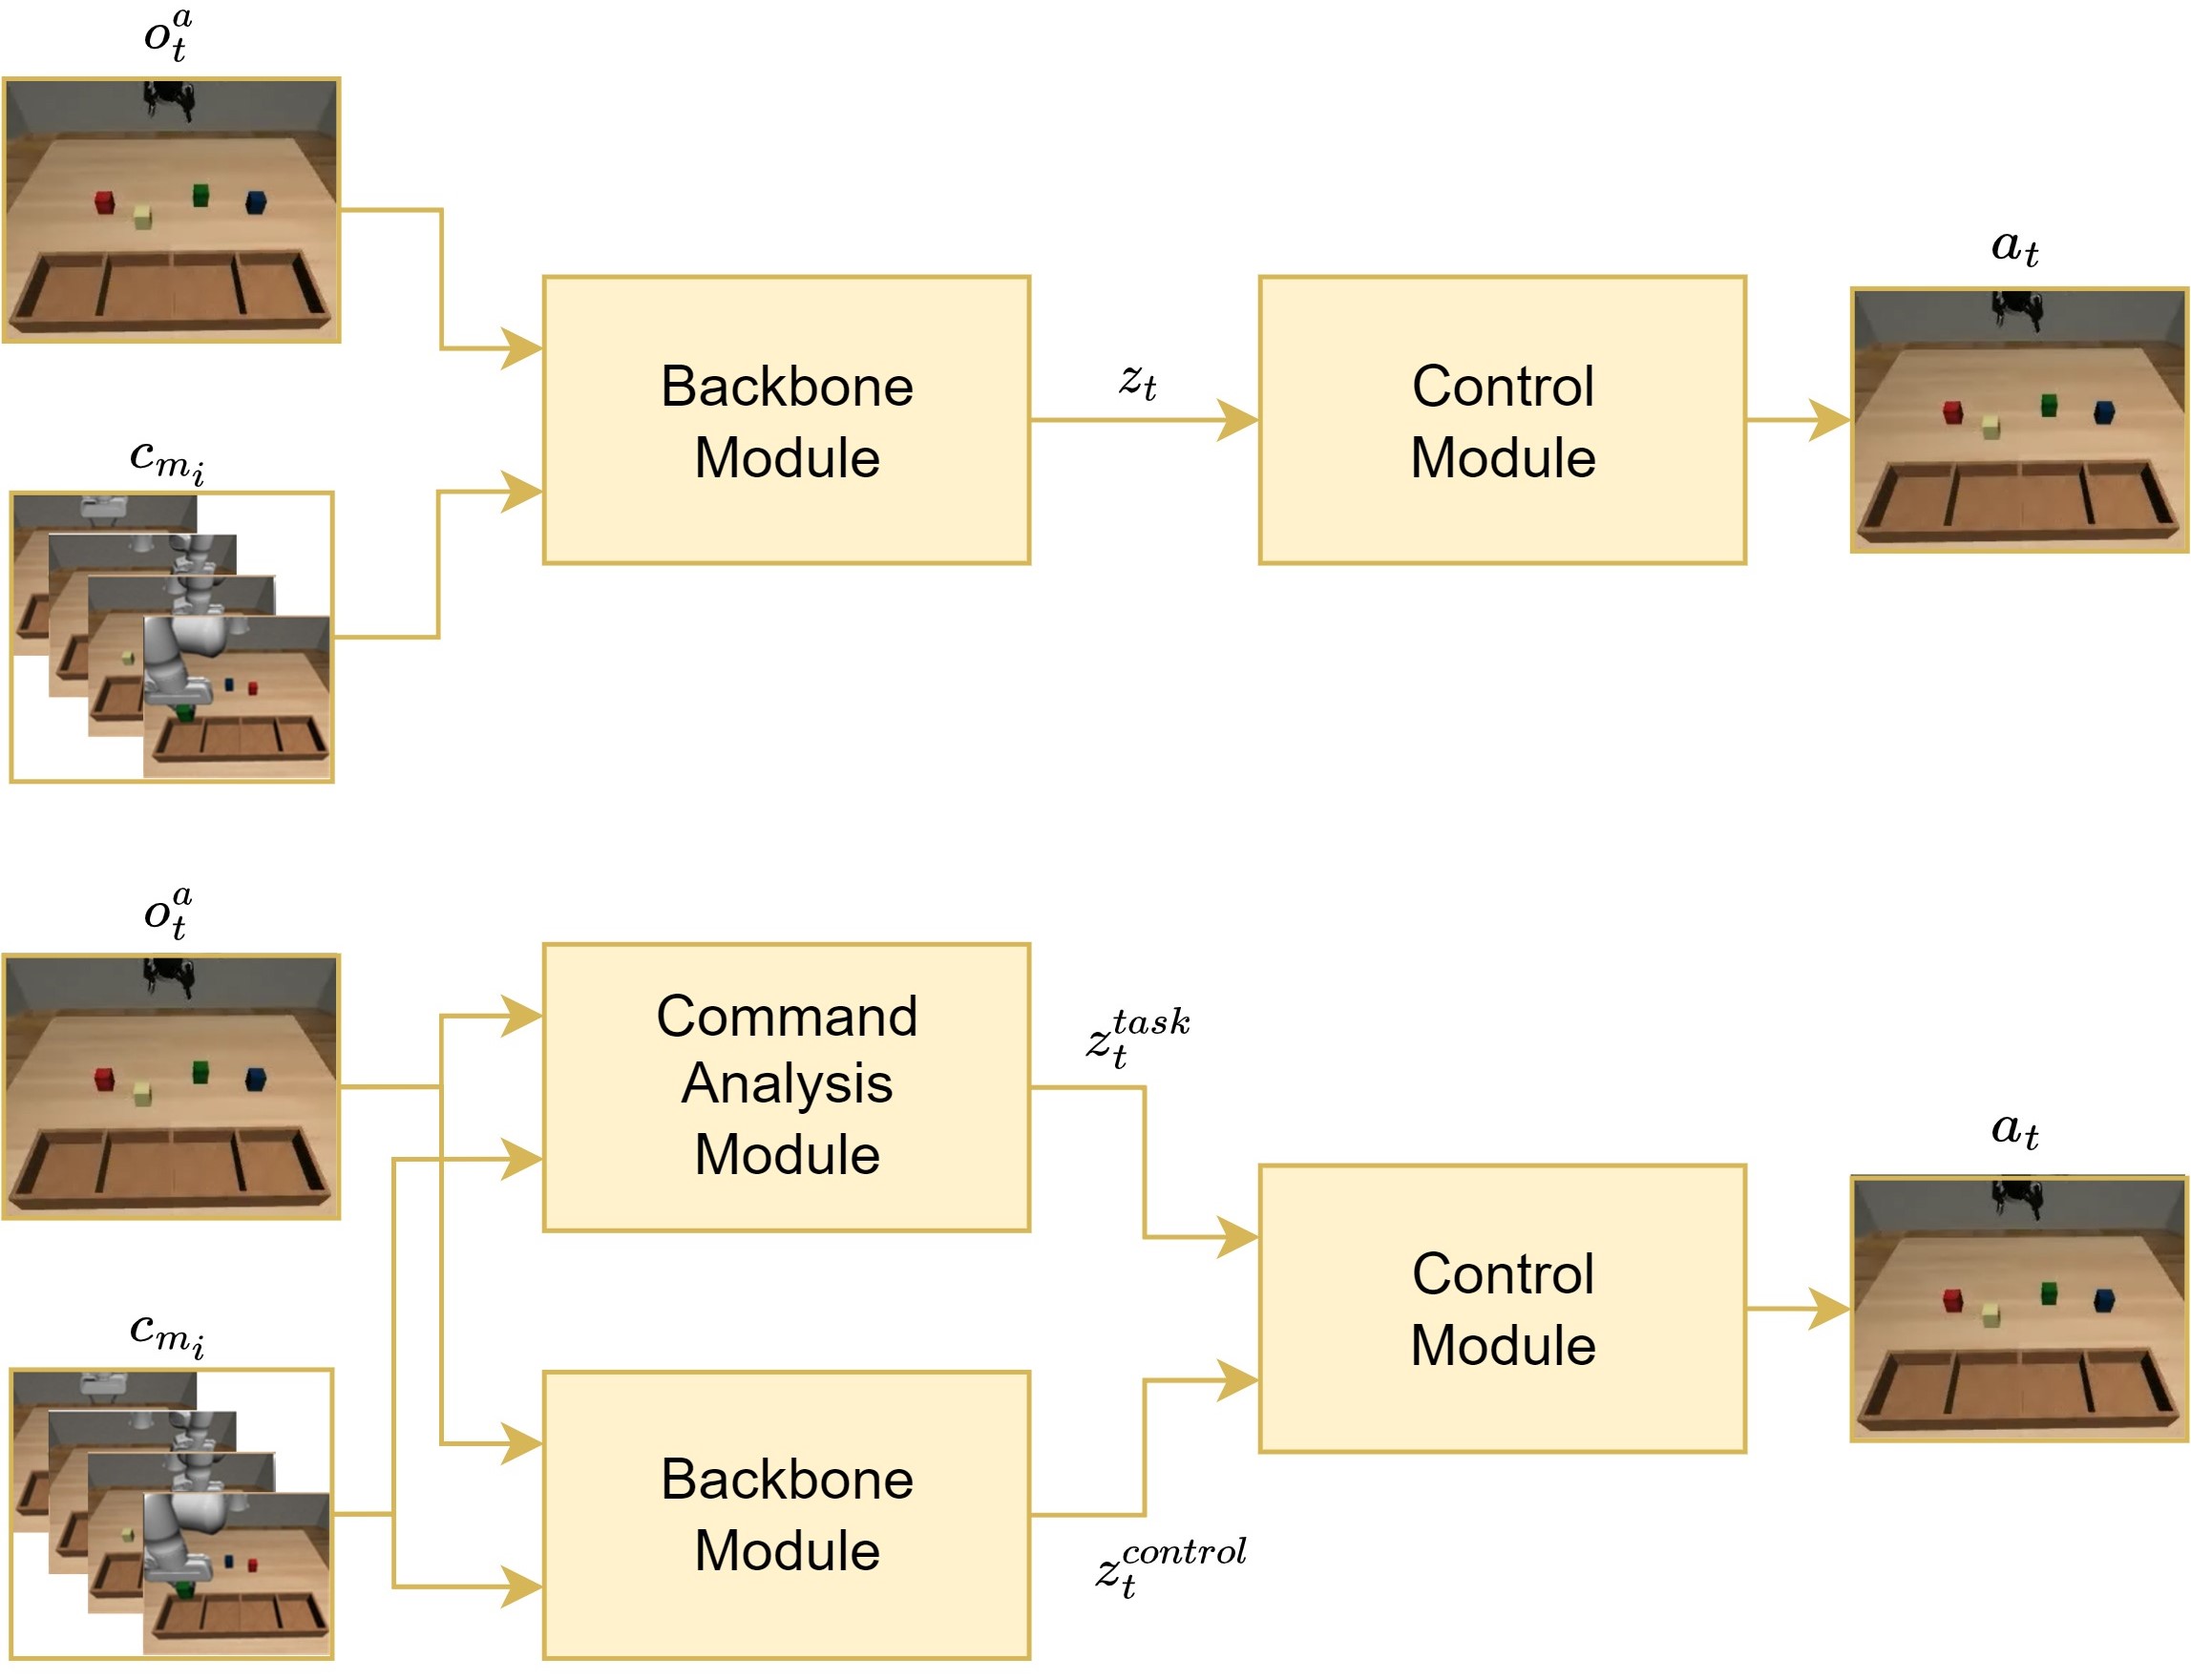 o_t^a
c_{m_i}
Backbone
Module
z_t
Control
Module
a_t
o_t^a
c_{m_i}
Command
Analysis
Module
z_t^{task}
Backbone
Module
z_t^{control}
Control
Module
a_t